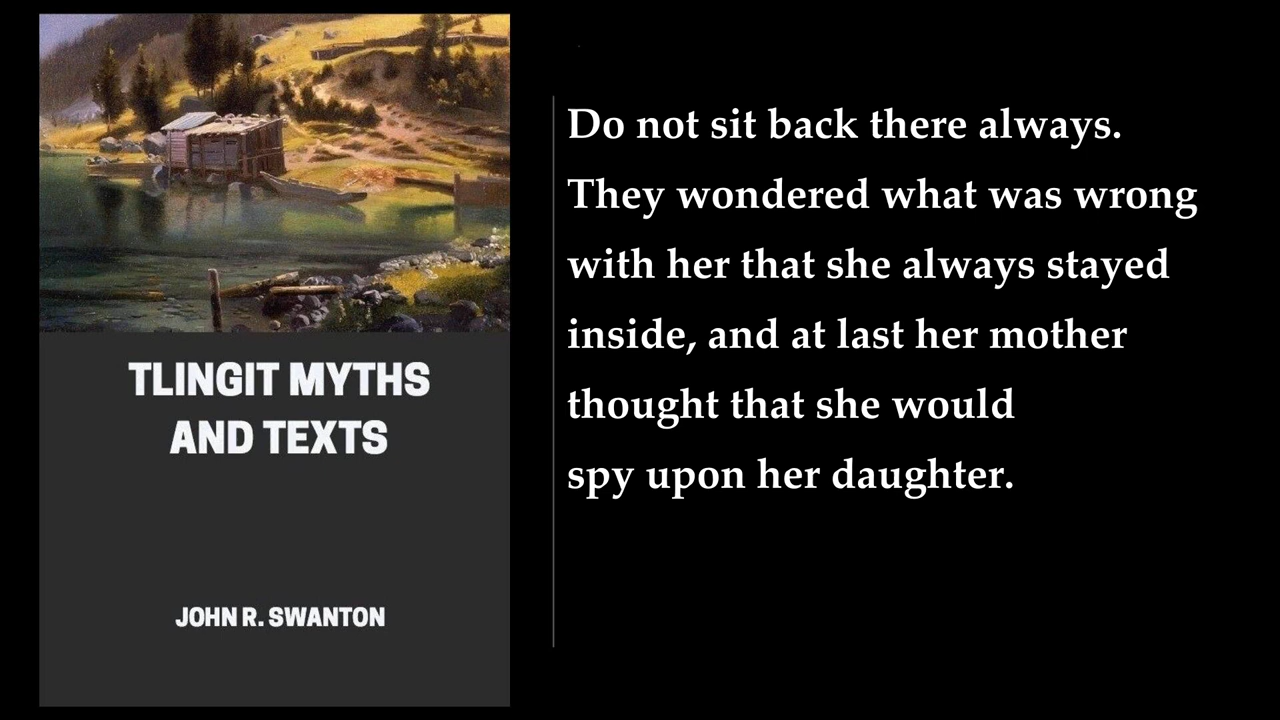 TLINGIT MYTHS
AND TEXTS
JOHN R. SWANTON
Do not sit back there always.
They wondered what was wrong
with her that she always stayed
inside, and at last her mother
thought that she would
spy upon her daughter.